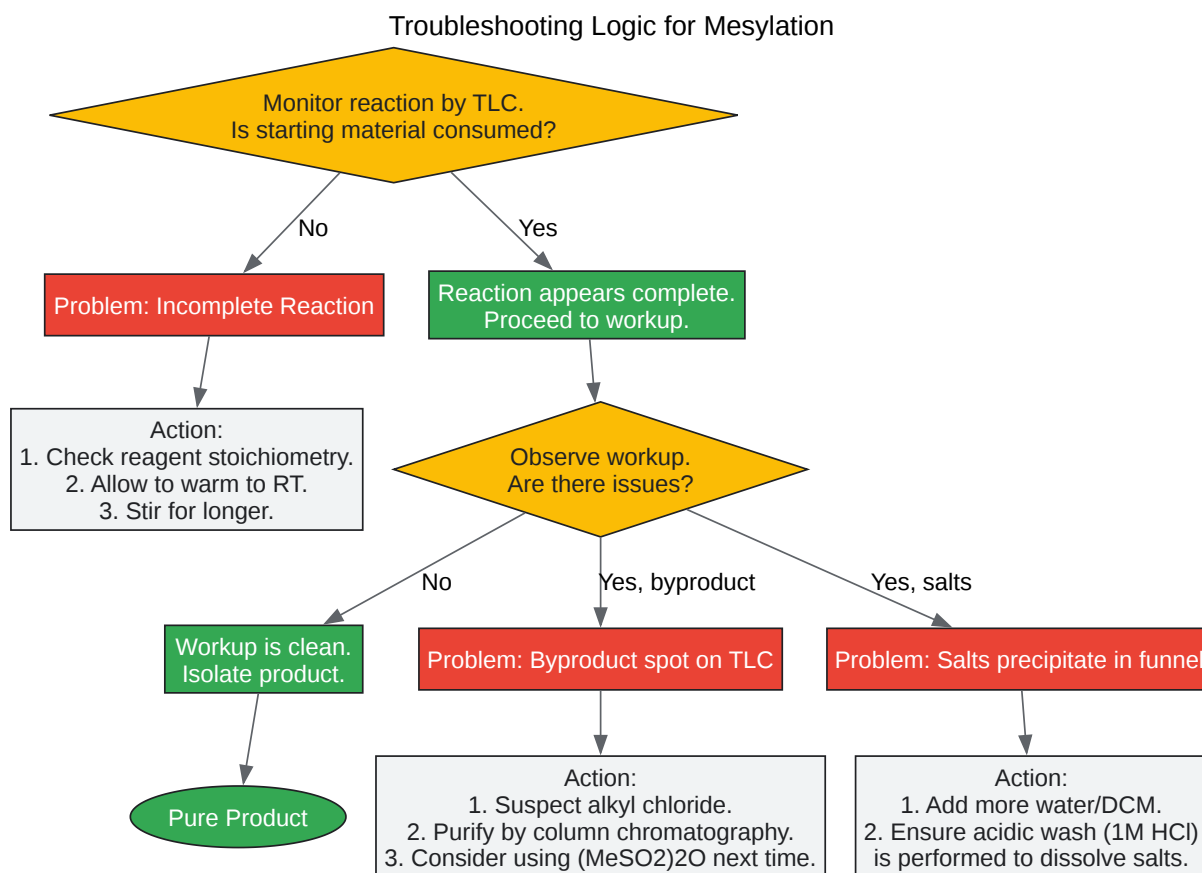 Troubleshooting Logic for Mesylation
Monitor reaction by TLC.
Is starting material consumed?
No
Yes
Problem: Incomplete Reaction
Reaction appears complete.
Proceed to workup.
Action:
1. Check reagent stoichiometry.
2. Allow to warm to RT.
3. Stir for longer.
Observe workup.
Are there issues?
No
Yes, byproduct
Yes, salts
Workup is clean.
Isolate product.
Problem: Byproduct spot on TLC
Problem: Salts precipitate in funnel
Pure Product
Action:
1. Suspect alkyl chloride.
2. Purify by column chromatography.
3. Consider using (MeSO2)2O next time.
Action:
1. Add more water/DCM.
2. Ensure acidic wash (1M HCl)
is performed to dissolve salts.